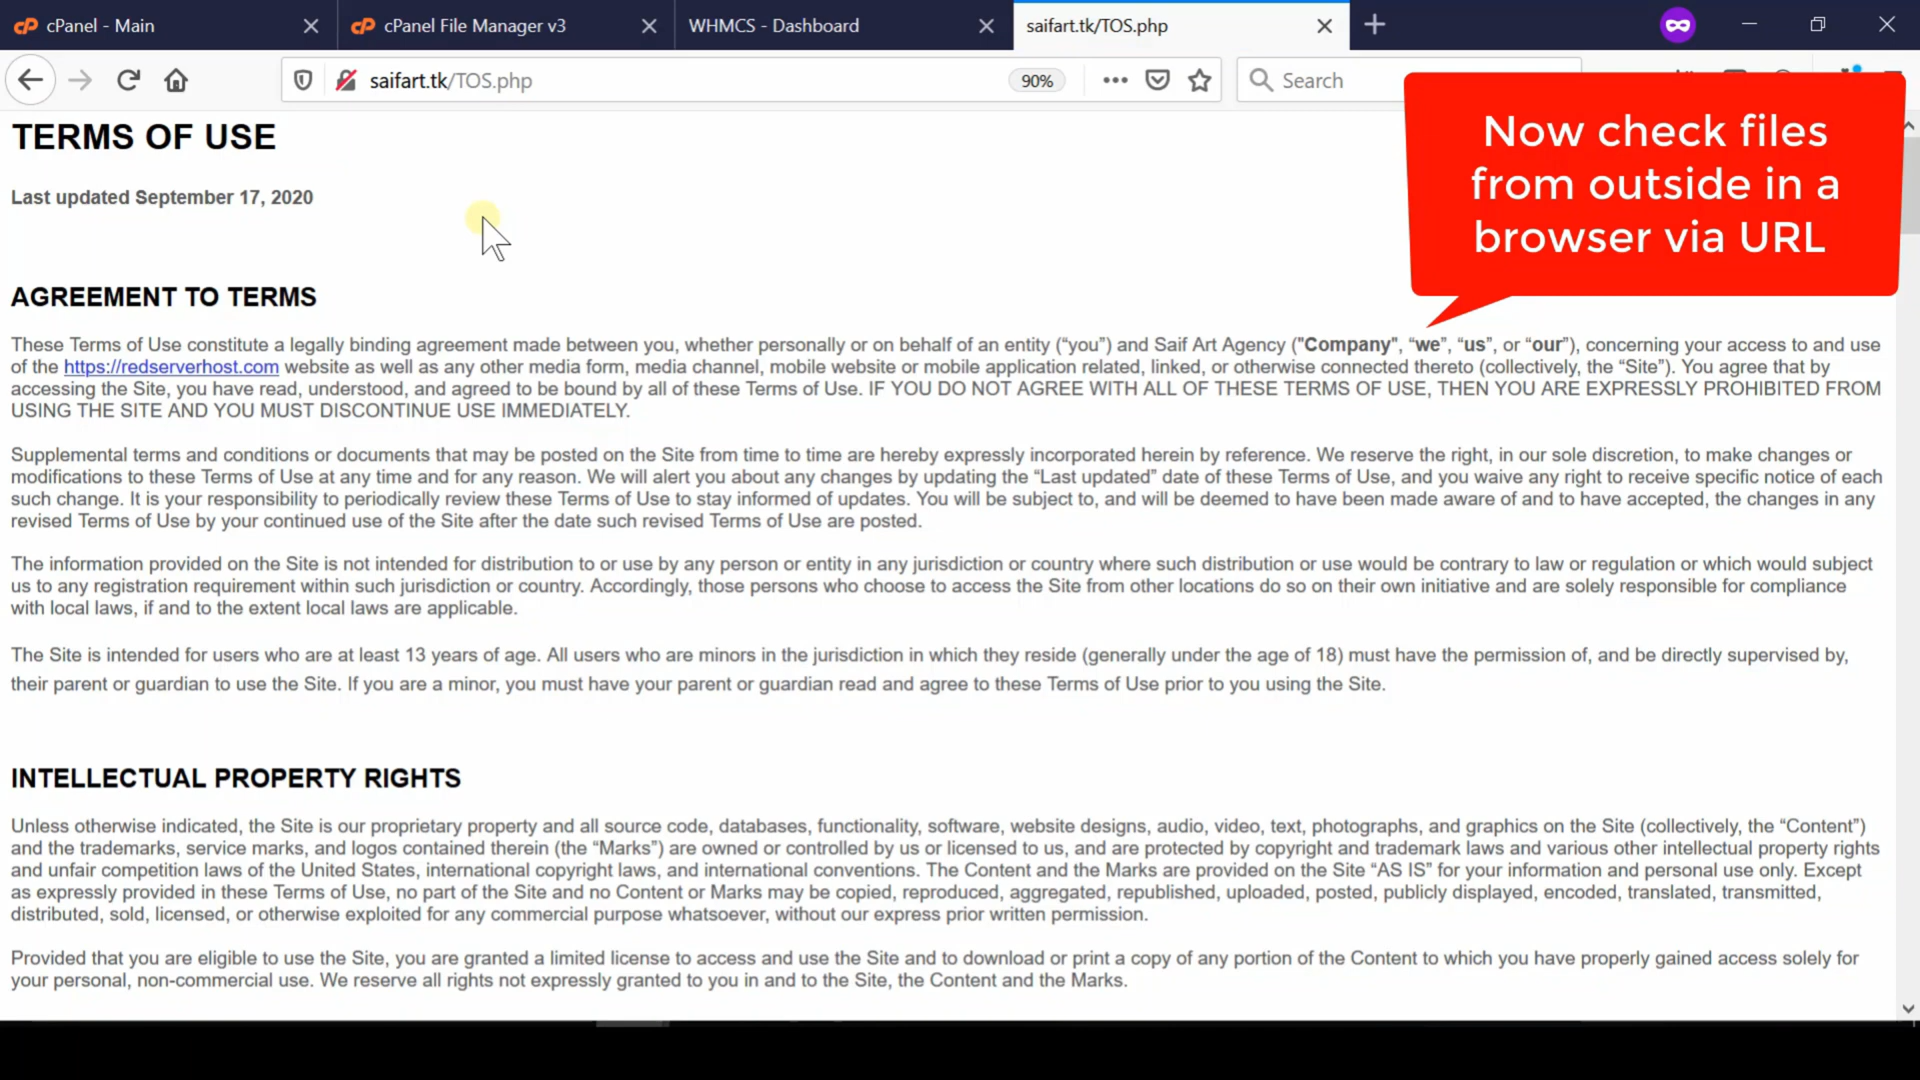 cPanel - Main
cPanel File Manager v3
WHMCS - Dashboard
saifart.tk/TOS.php
saifart.tk/TOS.php
90%
Search
Now check files
from outside in a
browser via URL
TERMS OF USE
Last updated September 17, 2020
AGREEMENT TO TERMS
These Terms of Use constitute a legally binding agreement made between you, whether personally or on behalf of an entity (“you”) and Saif Art Agency ("Company", “we”, “us”, or “our”), concerning your access to and use
of the https://redserverhost.com website as well as any other media form, media channel, mobile website or mobile application related, linked, or otherwise connected thereto (collectively, the “Site”). You agree that by
accessing the Site, you have read, understood, and agreed to be bound by all of these Terms of Use. IF YOU DO NOT AGREE WITH ALL OF THESE TERMS OF USE, THEN YOU ARE EXPRESSLY PROHIBITED FROM
USING THE SITE AND YOU MUST DISCONTINUE USE IMMEDIATELY.
Supplemental terms and conditions or documents that may be posted on the Site from time to time are hereby expressly incorporated herein by reference. We reserve the right, in our sole discretion, to make changes or
modifications to these Terms of Use at any time and for any reason. We will alert you about any changes by updating the “Last updated” date of these Terms of Use, and you waive any right to receive specific notice of each
such change. It is your responsibility to periodically review these Terms of Use to stay informed of updates. You will be subject to, and will be deemed to have been made aware of and to have accepted, the changes in any
revised Terms of Use by your continued use of the Site after the date such revised Terms of Use are posted.
The information provided on the Site is not intended for distribution to or use by any person or entity in any jurisdiction or country where such distribution or use would be contrary to law or regulation or which would subject
us to any registration requirement within such jurisdiction or country. Accordingly, those persons who choose to access the Site from other locations do so on their own initiative and are solely responsible for compliance
with local laws, if and to the extent local laws are applicable.
The Site is intended for users who are at least 13 years of age. All users who are minors in the jurisdiction in which they reside (generally under the age of 18) must have the permission of, and be directly supervised by,
their parent or guardian to use the Site. If you are a minor, you must have your parent or guardian read and agree to these Terms of Use prior to you using the Site.
INTELLECTUAL PROPERTY RIGHTS
Unless otherwise indicated, the Site is our proprietary property and all source code, databases, functionality, software, website designs, audio, video, text, photographs, and graphics on the Site (collectively, the “Content”)
and the trademarks, service marks, and logos contained therein (the “Marks”) are owned or controlled by us or licensed to us, and are protected by copyright and trademark laws and various other intellectual property rights
and unfair competition laws of the United States, international copyright laws, and international conventions. The Content and the Marks are provided on the Site “AS IS” for your information and personal use only. Except
as expressly provided in these Terms of Use, no part of the Site and no Content or Marks may be copied, reproduced, aggregated, republished, uploaded, posted, publicly displayed, encoded, translated, transmitted,
distributed, sold, licensed, or otherwise exploited for any commercial purpose whatsoever, without our express prior written permission.
Provided that you are eligible to use the Site, you are granted a limited license to access and use the Site and to download or print a copy of any portion of the Content to which you have properly gained access solely for
your personal, non-commercial use. We reserve all rights not expressly granted to you in and to the Site, the Content and the Marks.